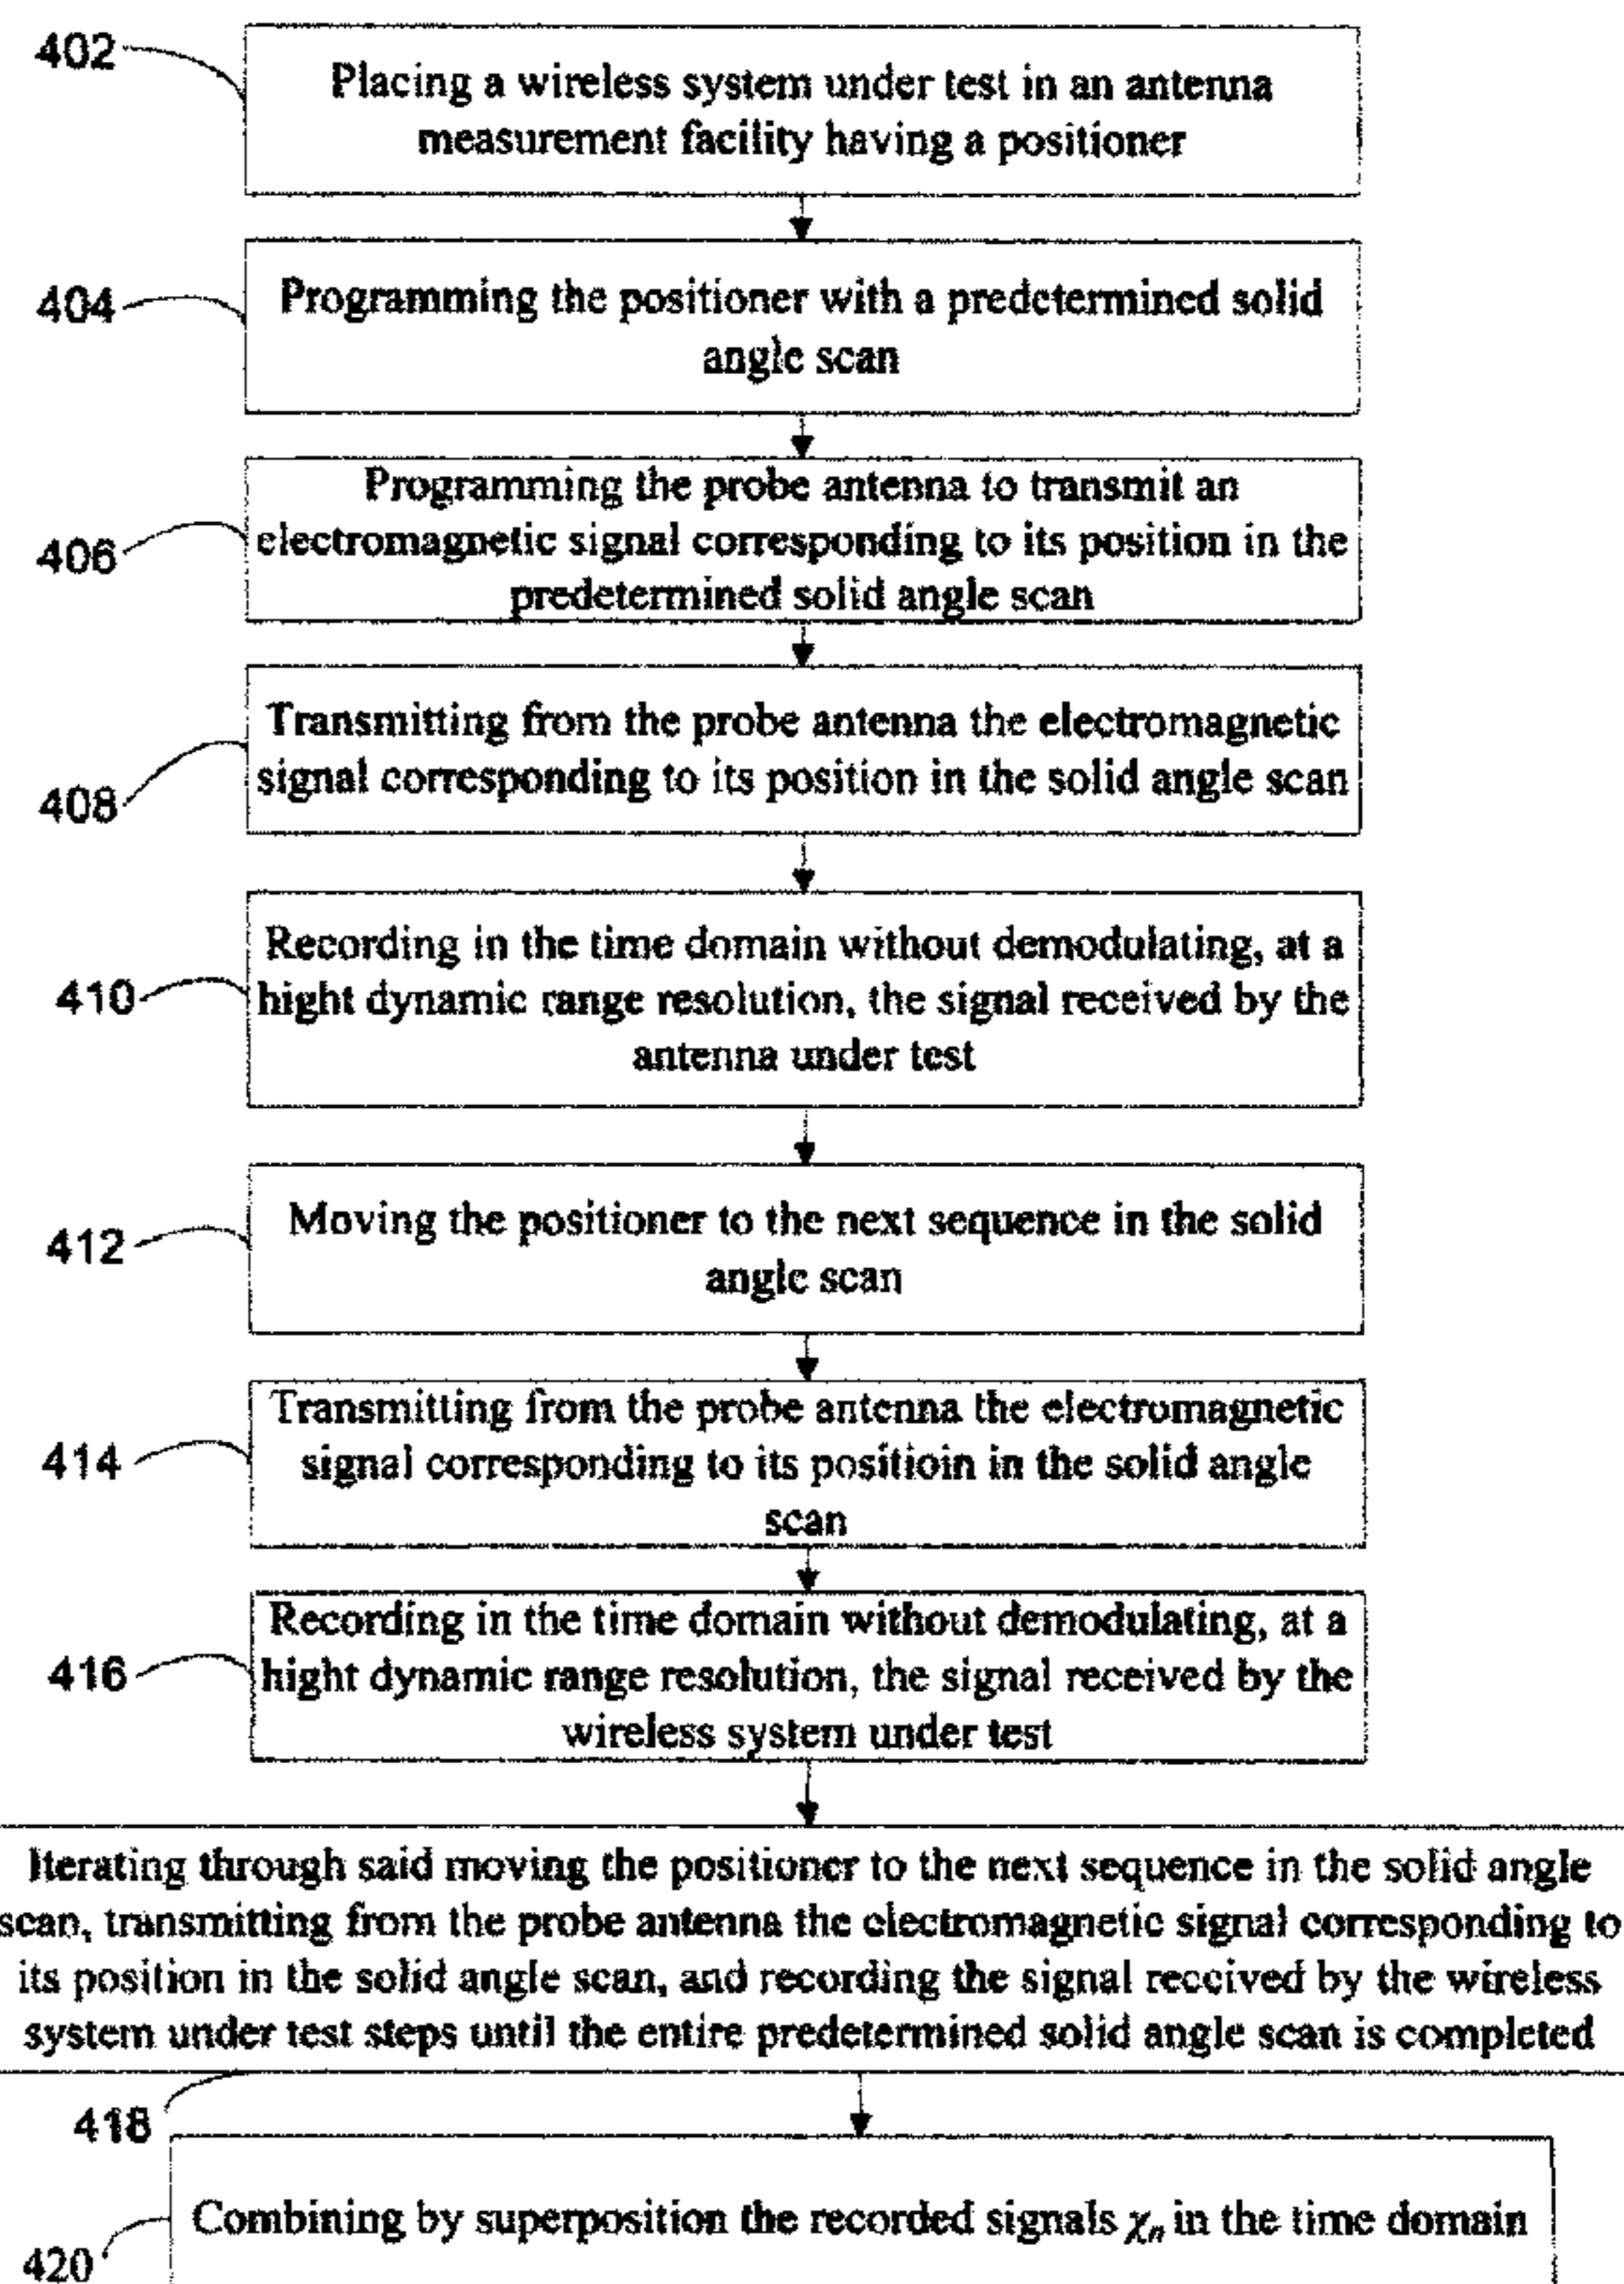 402
Placing a wireless system under test in an antenna
measurement facility having a positioner
404
Programming the positioner with a predetermined solid
angle scan
406
Programming the probe antenna to transmit an
electromagnetic signal corresponding to its position in the
predetermined solid angle scan
408
Transmitting from the probe antenna the electromagnetic
signal corresponding to its position in the solid angle scan
410
Recording in the time domain without demodulating, at a
hight dynamic range resolution, the signal received by the
antenna under test
412
Moving the positioner to the next sequence in the solid
angle scan
414
Transmitting from the probe antenna the electromagnetic
signal corresponding to its positioin in the solid angle
scan
416
Recording in the time domain without demodulating, at a
hight dynamic range resolution, the signal received by the
wireless system under test
Iterating through said moving the positioner to the next sequence in the solid angle
scan, transmitting from the probe antenna the electromagnetic signal corresponding to
its position in the solid angle scan, and recording the signal received by the wireless
system under test steps until the entire predetermined solid angle scan is completed
418
Combining by superposition the recorded signals χₙ in the time domain
420